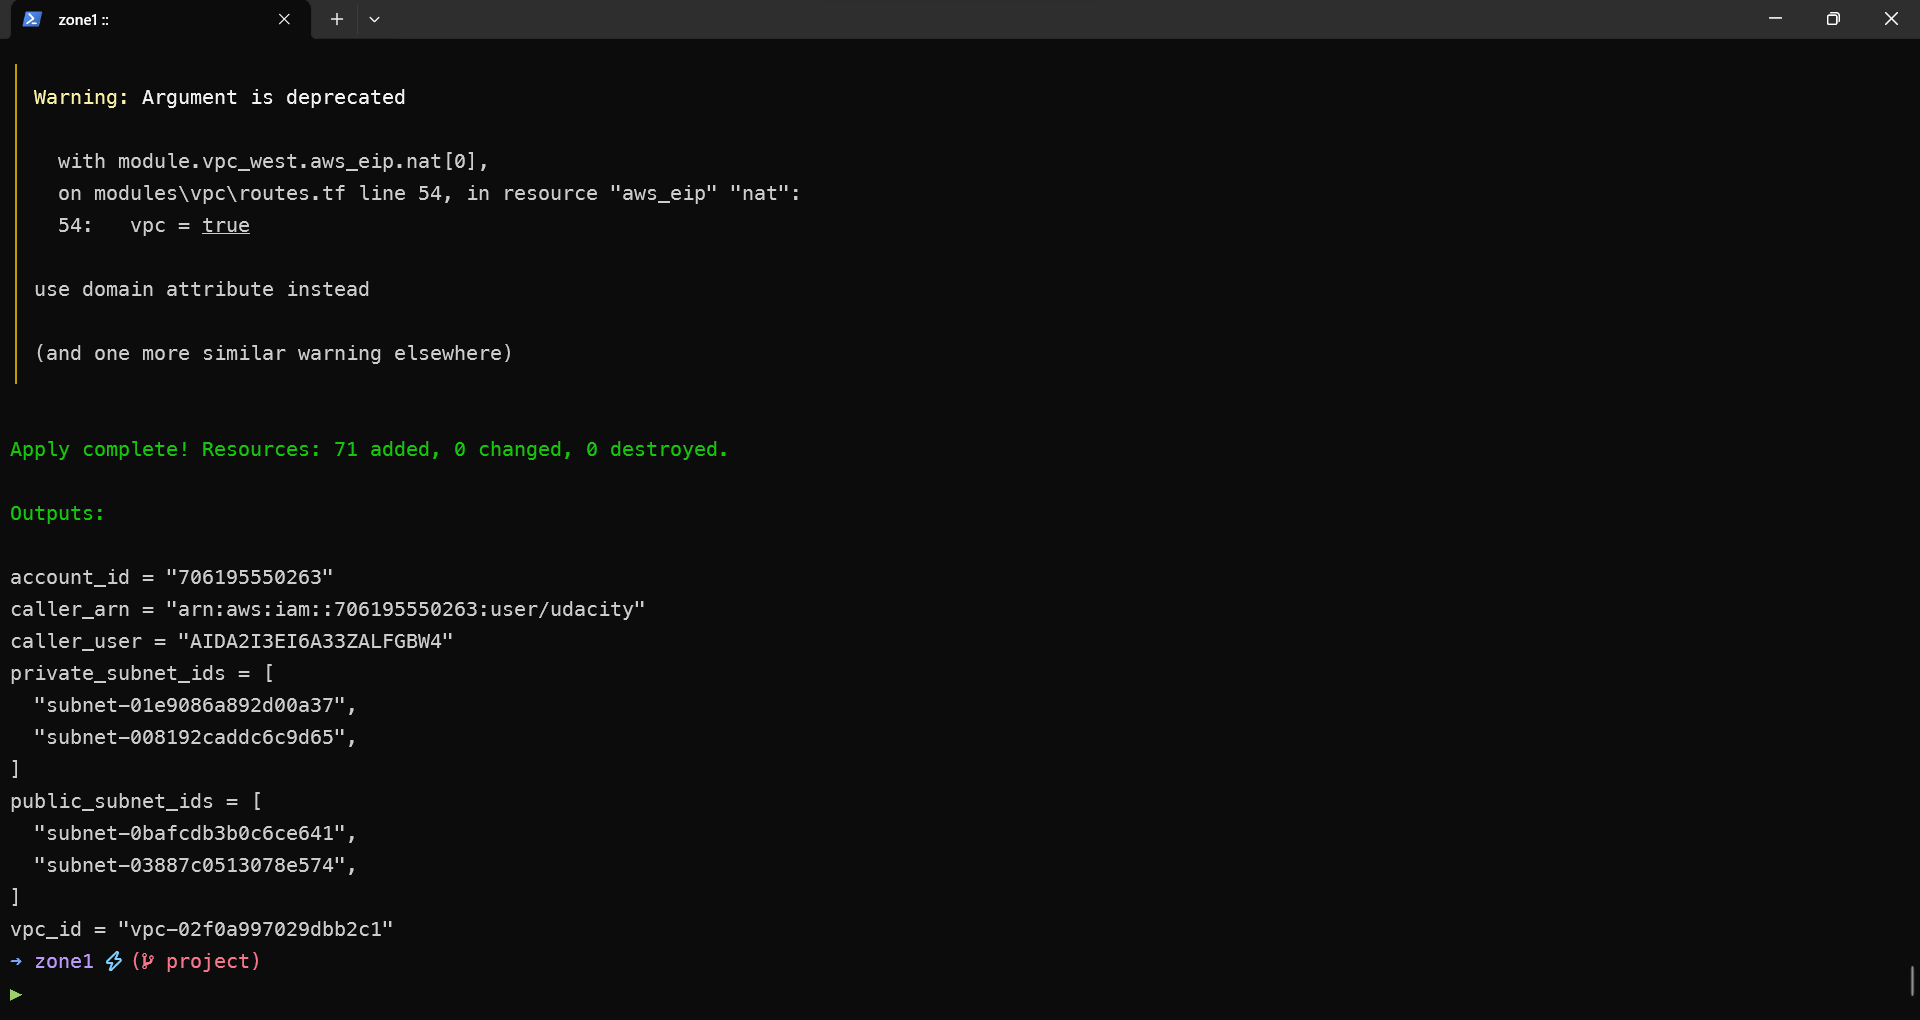 zone1 ::
Warning: Argument is deprecated
with module.vpc_west.aws_eip.nat[0],
on modules\vpc\routes.tf line 54, in resource "aws_eip" "nat":
54:   vpc = true
use domain attribute instead
(and one more similar warning elsewhere)
Apply complete! Resources: 71 added, 0 changed, 0 destroyed.
Outputs:
account_id = "706195550263"
caller_arn = "arn:aws:iam::706195550263:user/udacity"
caller_user = "AIDA2I3EI6A33ZALFGBW4"
private_subnet_ids = [
"subnet-01e9086a892d00a37",
"subnet-008192caddc6c9d65",
]
public_subnet_ids = [
"subnet-0bafcdb3b0c6ce641",
"subnet-03887c0513078e574",
]
vpc_id = "vpc-02f0a997029dbb2c1"
➜ zone1 ⚡ ( project)
▶